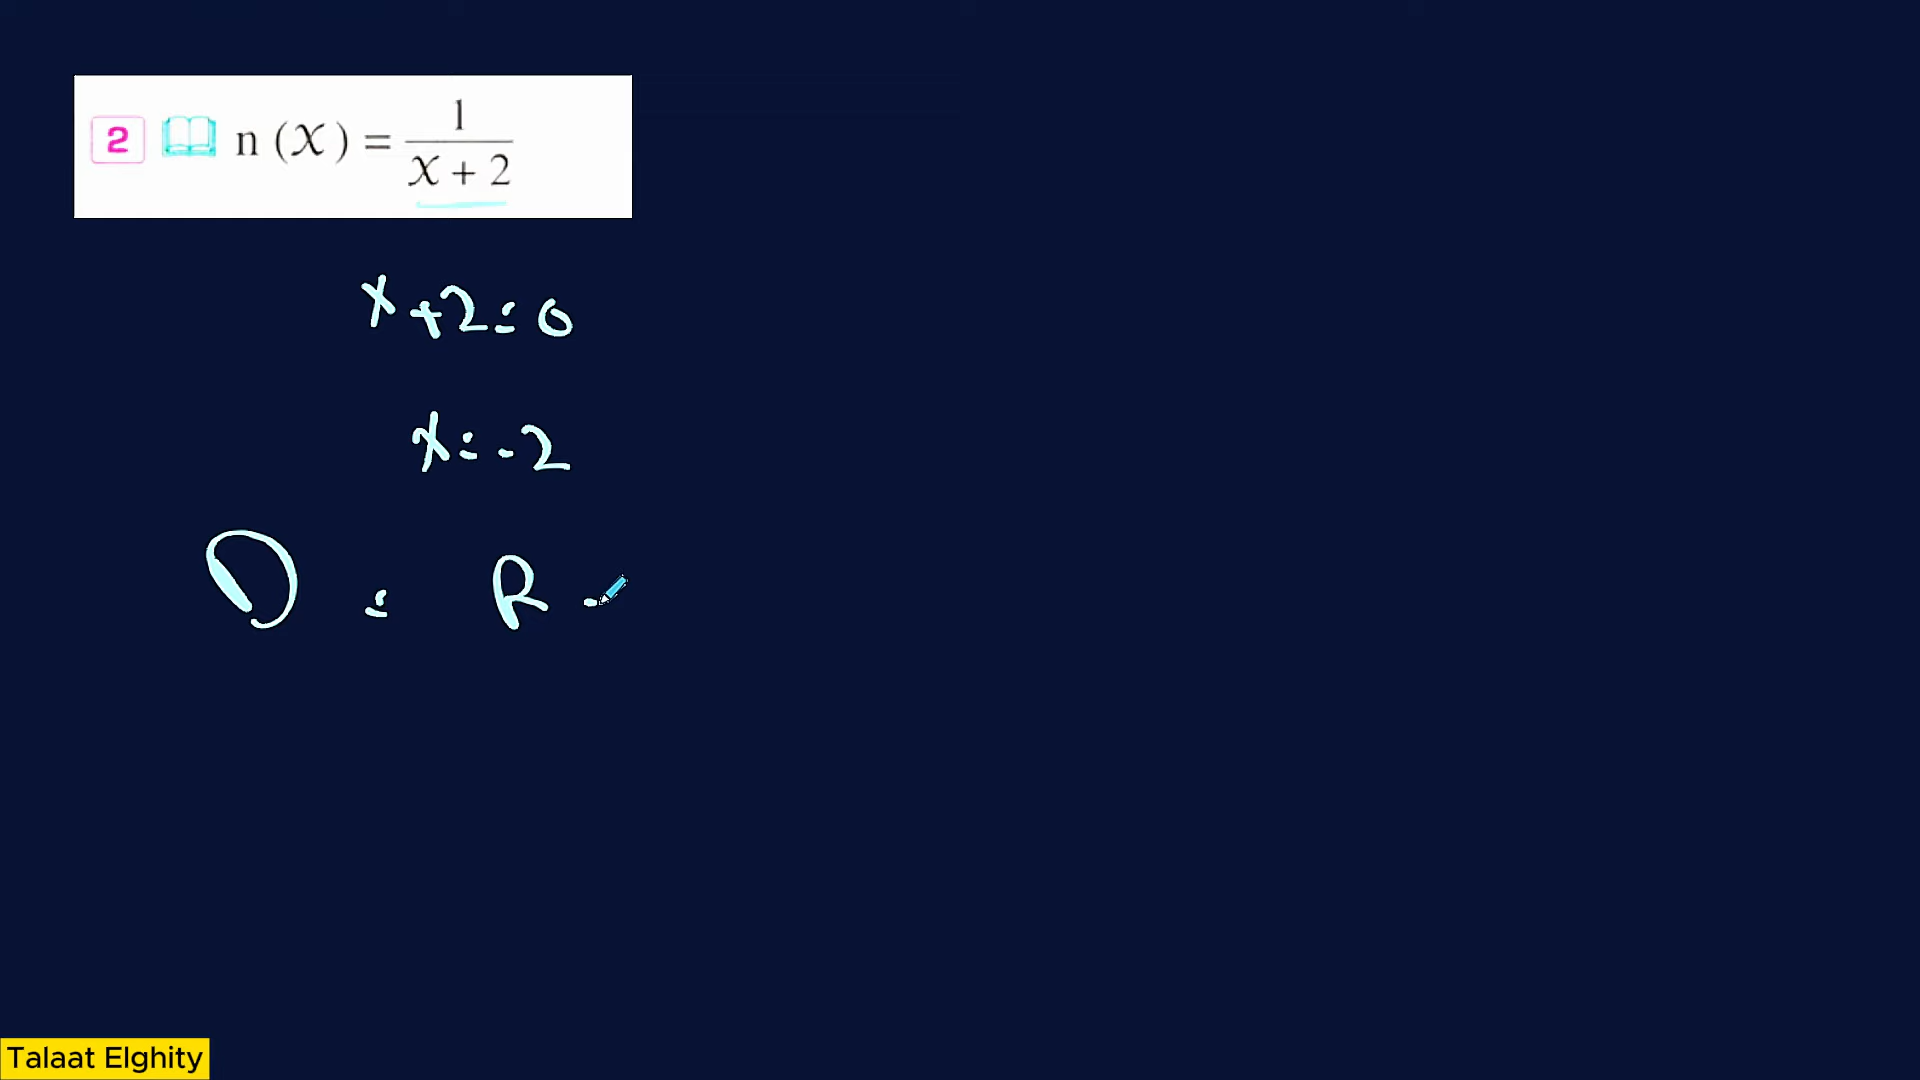 2 n (X) = 1 / X + 2
x + 2 = 0
x = -2
D = R -
Talaat Elghity